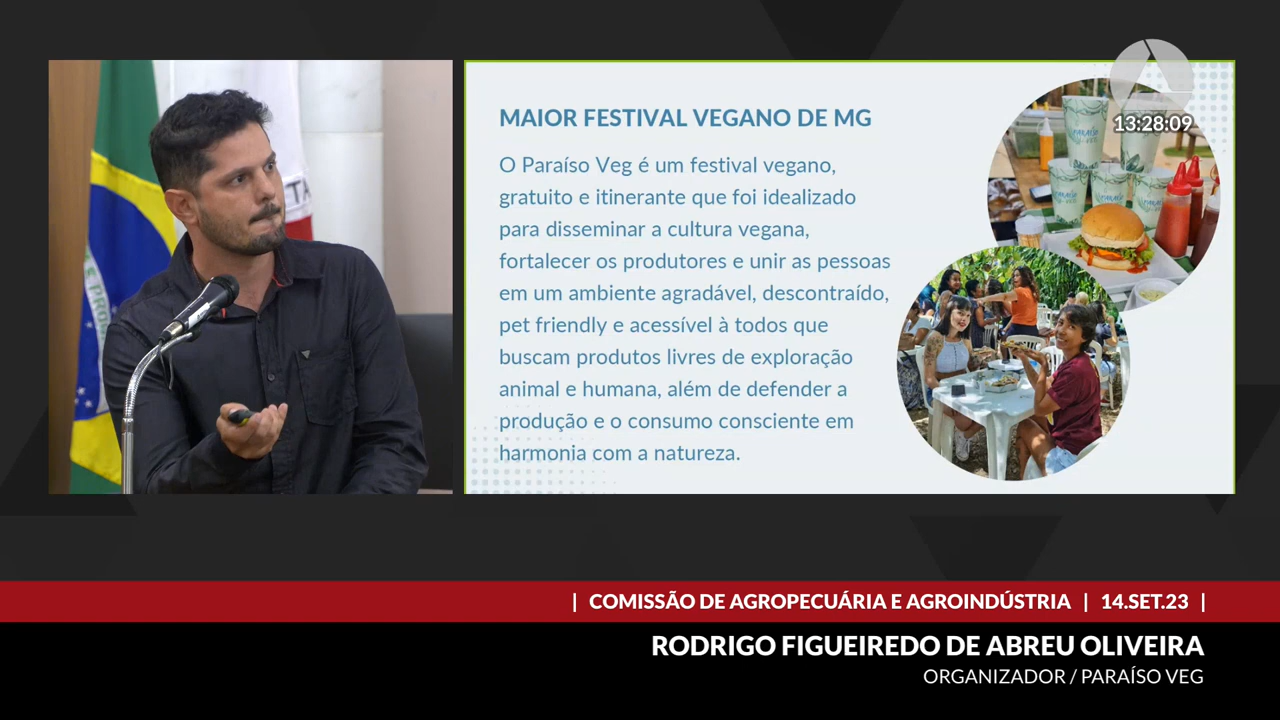 13:28:09
MAIOR FESTIVAL VEGANO DE MG
O Paraíso Veg é um festival vegano,
gratuito e itinerante que foi idealizado
para disseminar a cultura vegana,
fortalecer os produtores e unir as pessoas
em um ambiente agradável, descontraído,
pet friendly e acessível à todos que
buscam produtos livres de exploração
animal e humana, além de defender a
produção e o consumo consciente em
harmonia com a natureza.
| COMISSÃO DE AGROPECUÁRIA E AGROINDÚSTRIA | 14.SET.23 |
RODRIGO FIGUEIREDO DE ABREU OLIVEIRA
ORGANIZADOR / PARAÍSO VEG